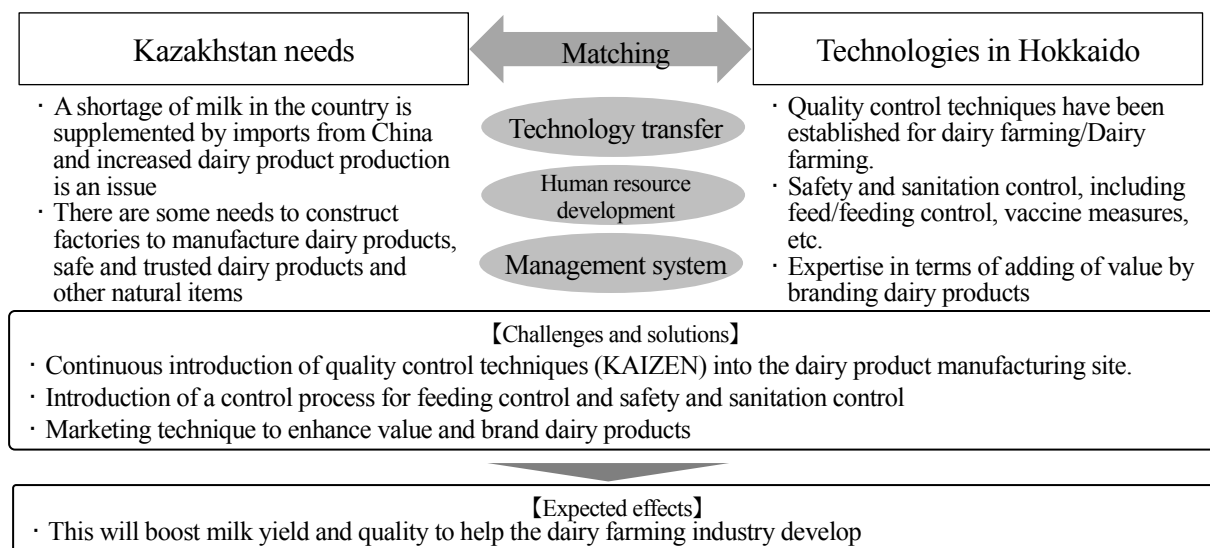 Kazakhstan needs
Matching
Technologies in Hokkaido
· A shortage of milk in the country is
supplemented by imports from China
and increased dairy product production
is an issue
· There are some needs to construct
factories to manufacture dairy products,
safe and trusted dairy products and
other natural items
Technology transfer
Human resource
development
Management system
· Quality control techniques have been
established for dairy farming/Dairy
farming.
· Safety and sanitation control, including
feed/feeding control, vaccine measures,
etc.
· Expertise in terms of adding of value by
branding dairy products
【Challenges and solutions】
· Continuous introduction of quality control techniques (KAIZEN) into the dairy product manufacturing site.
· Introduction of a control process for feeding control and safety and sanitation control
· Marketing technique to enhance value and brand dairy products
【Expected effects】
· This will boost milk yield and quality to help the dairy farming industry develop